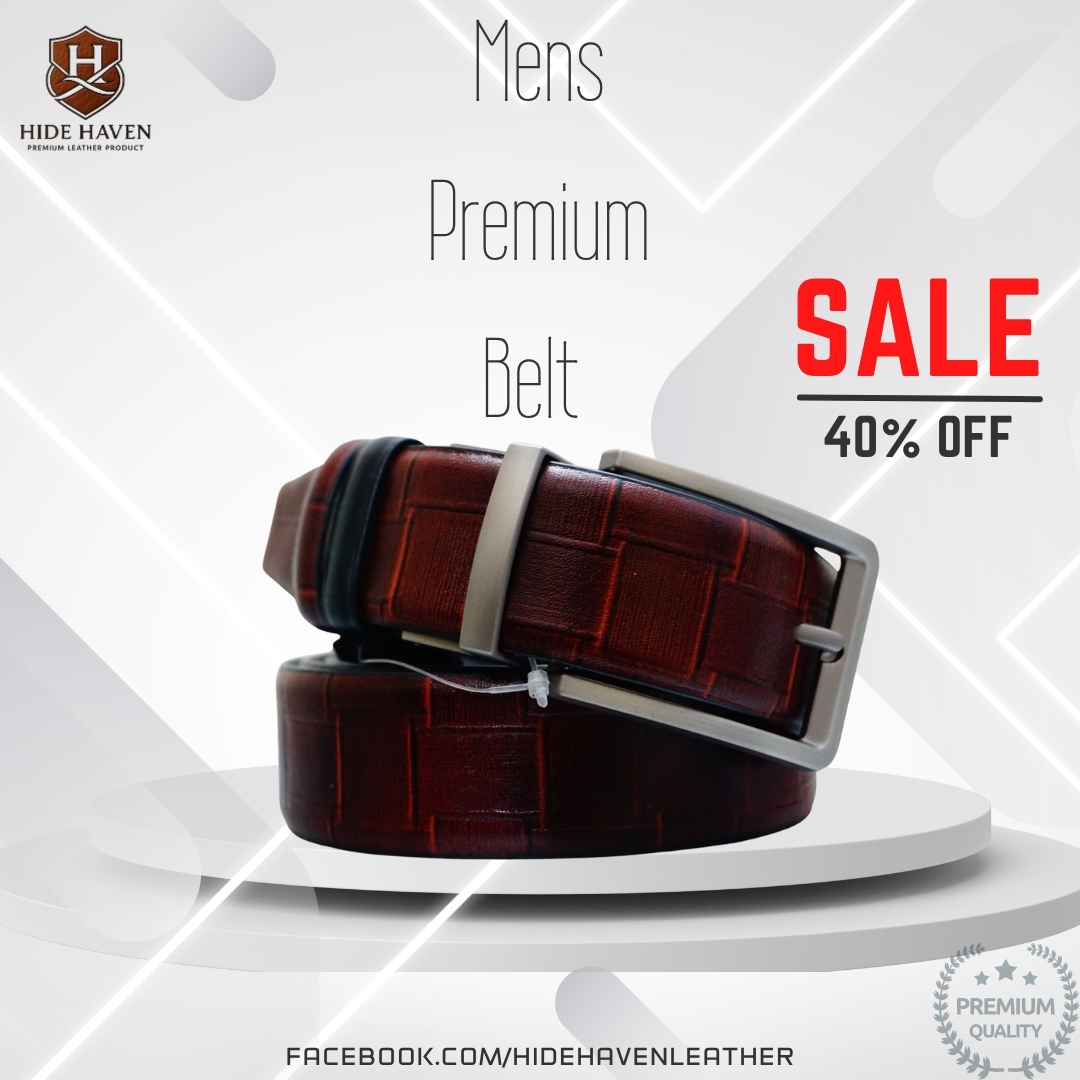 HIDE HAVEN
PREMIUM LEATHER PRODUCT
Mens
Premium
Belt
SALE
40% OFF
PREMIUM
QUALITY
FACEBOOK.COM/HIDEHAVENLEATHER